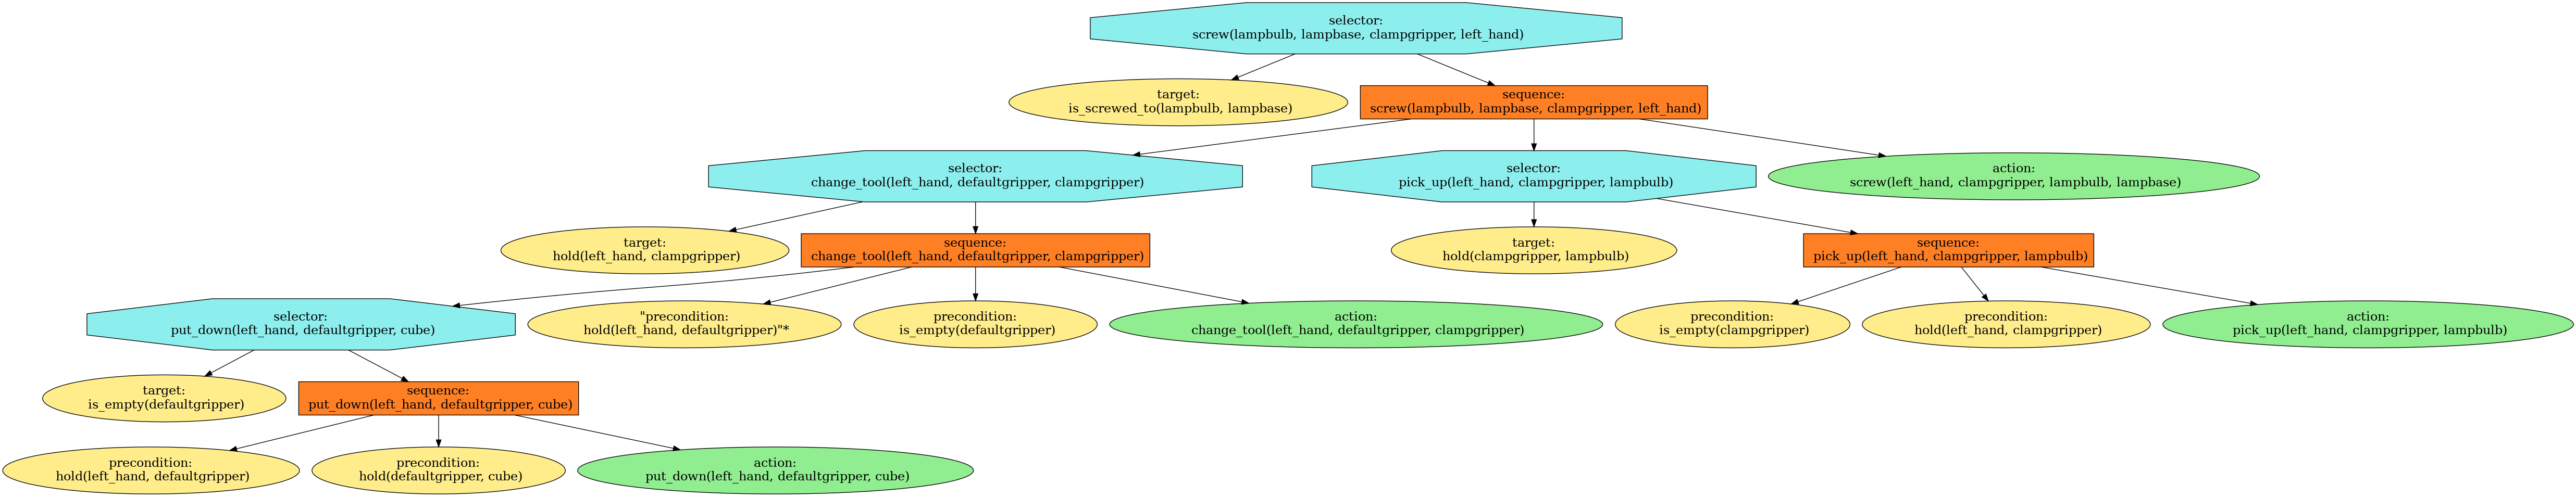 selector:
screw(lampbulb, lampbase, clampgripper, left_hand)
target:
is_screwed_to(lampbulb, lampbase)
sequence:
screw(lampbulb, lampbase, clampgripper, left_hand)
selector:
change_tool(left_hand, defaultgripper, clampgripper)
selector:
pick_up(left_hand, clampgripper, lampbulb)
action:
screw(left_hand, clampgripper, lampbulb, lampbase)
target:
hold(left_hand, clampgripper)
sequence:
change_tool(left_hand, defaultgripper, clampgripper)
target:
hold(clampgripper, lampbulb)
sequence:
pick_up(left_hand, clampgripper, lampbulb)
selector:
put_down(left_hand, defaultgripper, cube)
"precondition:
hold(left_hand, defaultgripper)"*
precondition:
is_empty(defaultgripper)
action:
change_tool(left_hand, defaultgripper, clampgripper)
precondition:
is_empty(clampgripper)
precondition:
hold(left_hand, clampgripper)
action:
pick_up(left_hand, clampgripper, lampbulb)
target:
is_empty(defaultgripper)
sequence:
put_down(left_hand, defaultgripper, cube)
precondition:
hold(left_hand, defaultgripper)
precondition:
hold(defaultgripper, cube)
action:
put_down(left_hand, defaultgripper, cube)